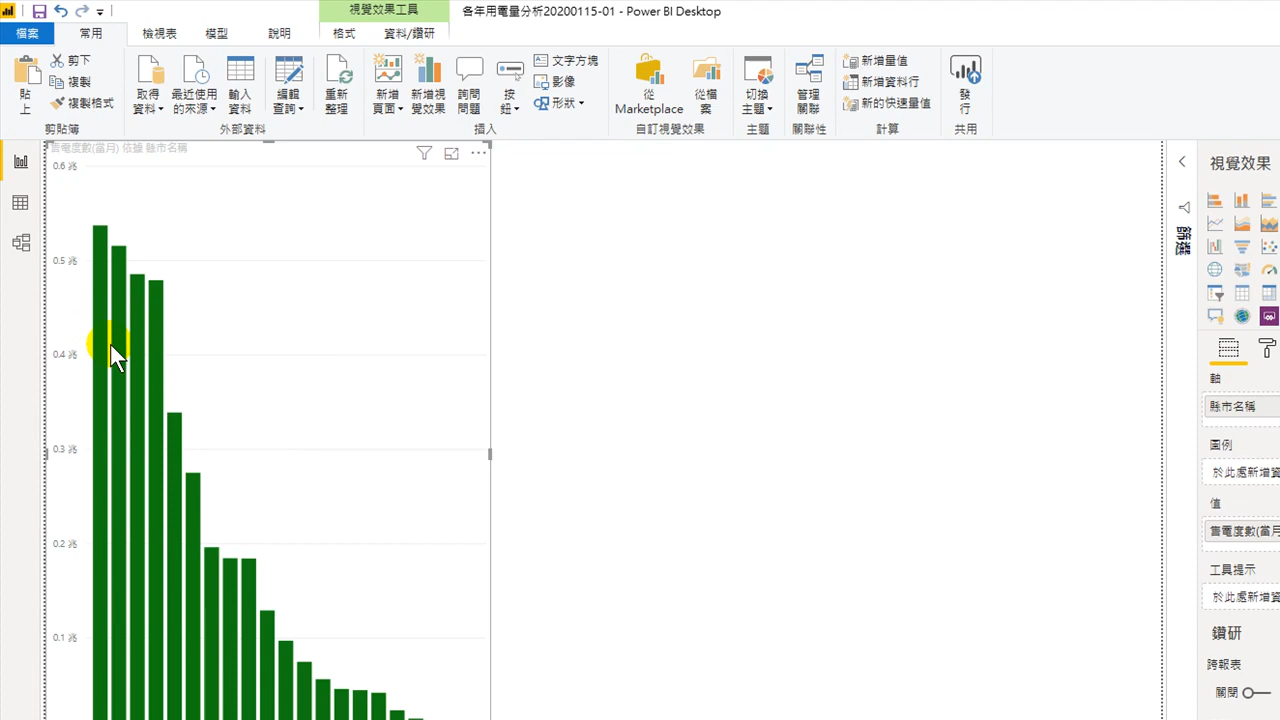 視覺效果工具
各年用電量分析20200115-01 - Power BI Desktop
檔案
常用
檢視表
模型
說明
格式
資料/鑽研
貼
上
剪下
複製
複製格式
剪貼簿
取得
資料
最近使用
的來源
輸入
資料
編輯
查詢
重新
整理
外部資料
新增
頁面
新增視
覺效果
詢問
問題
按
鈕
文字方塊
影像
形狀
插入
從
Marketplace
從檔
案
自訂視覺效果
切換
主題
主題
管理
關聯
關聯性
新增量值
新增資料行
新的快速量值
計算
發
行
共用
售電度數(當月) 依據 縣市名稱
0.6 兆
0.5 兆
0.4 兆
0.3 兆
0.2 兆
0.1 兆
篩選
視覺效果
軸
縣市名稱
圖例
於此處新增資
值
售電度數(當月
工具提示
於此處新增資
鑽研
跨報表
關閉